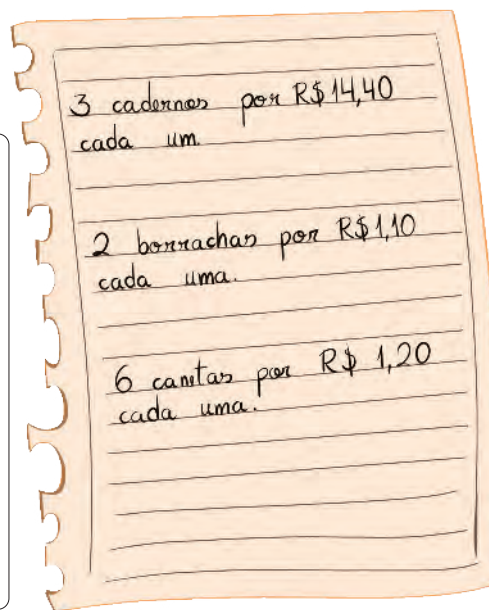 3 cadernos por R$ 14,40
cada um.
2 borrachas por R$ 1,10
cada uma.
6 canetas por R$ 1,20
cada uma.